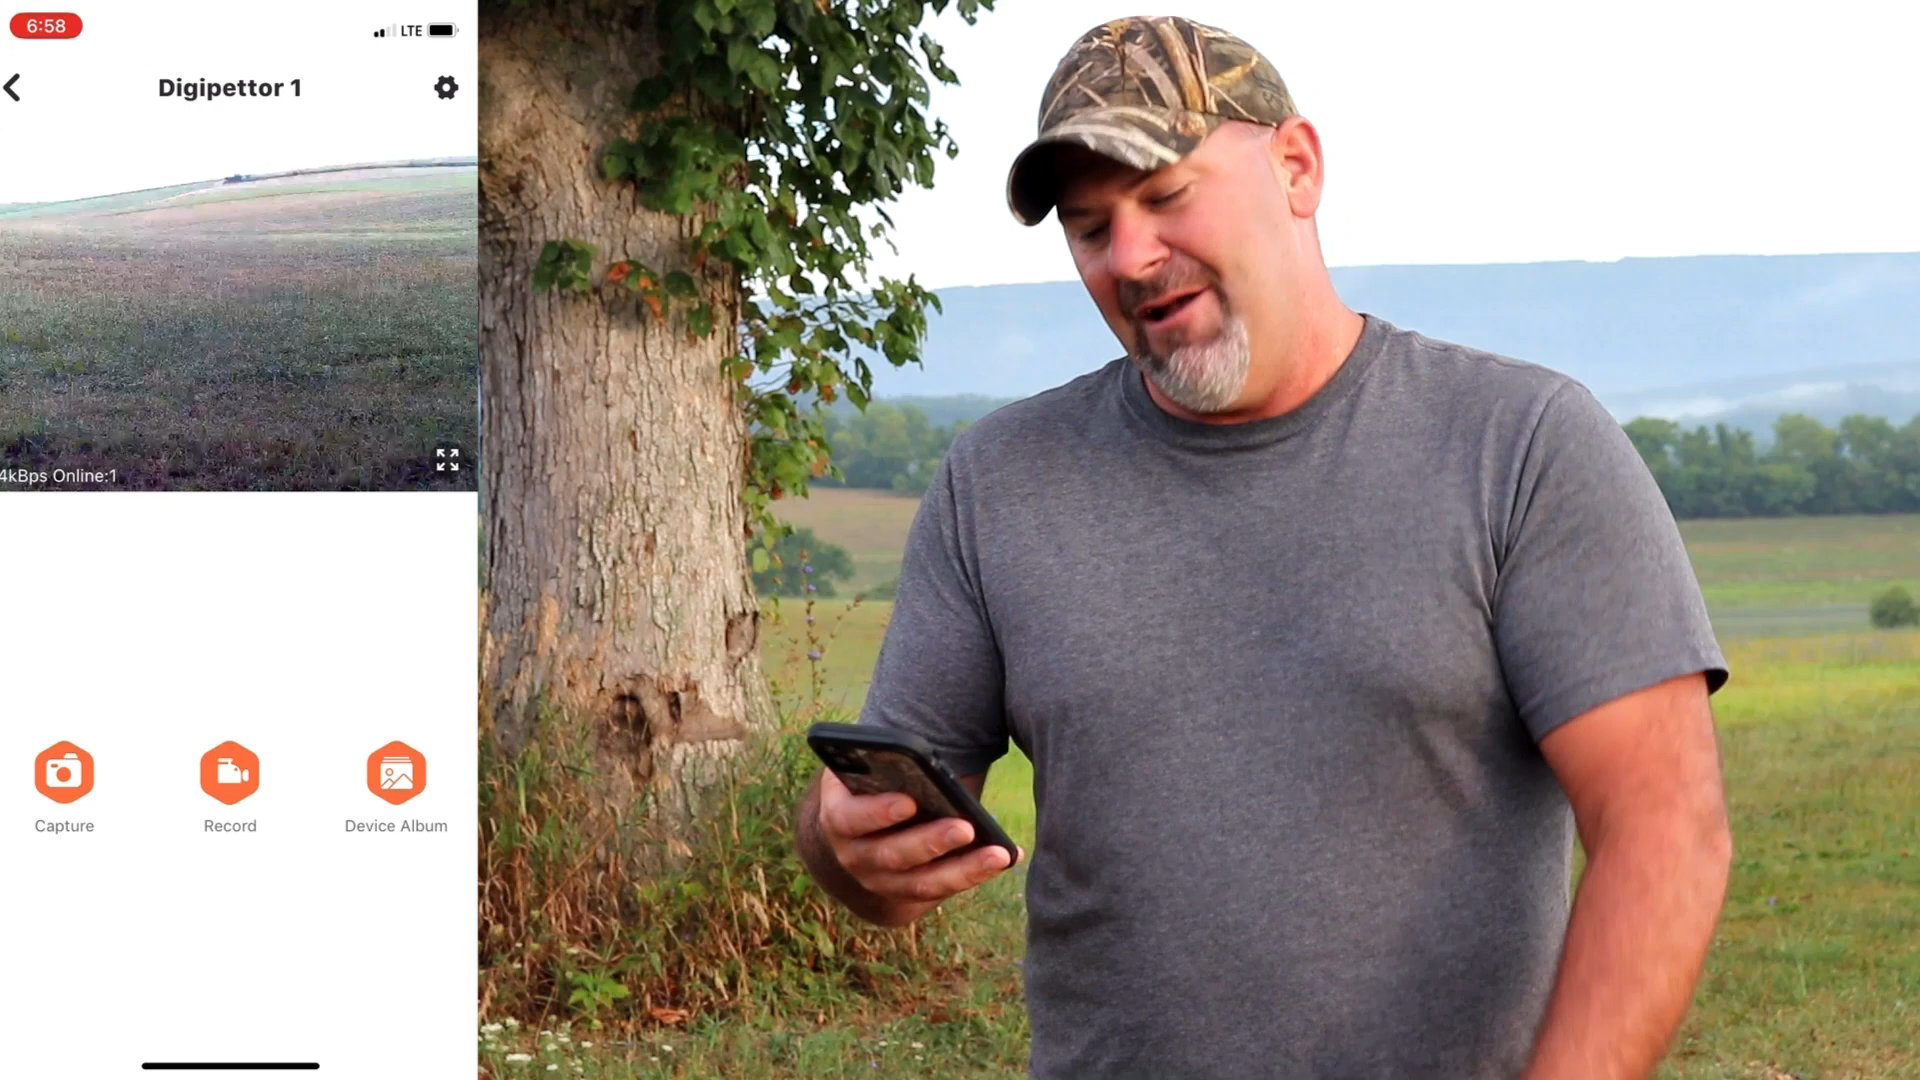 6:58
LTE
Digipettor 1
4kBps Online:1
Capture
Record
Device Album